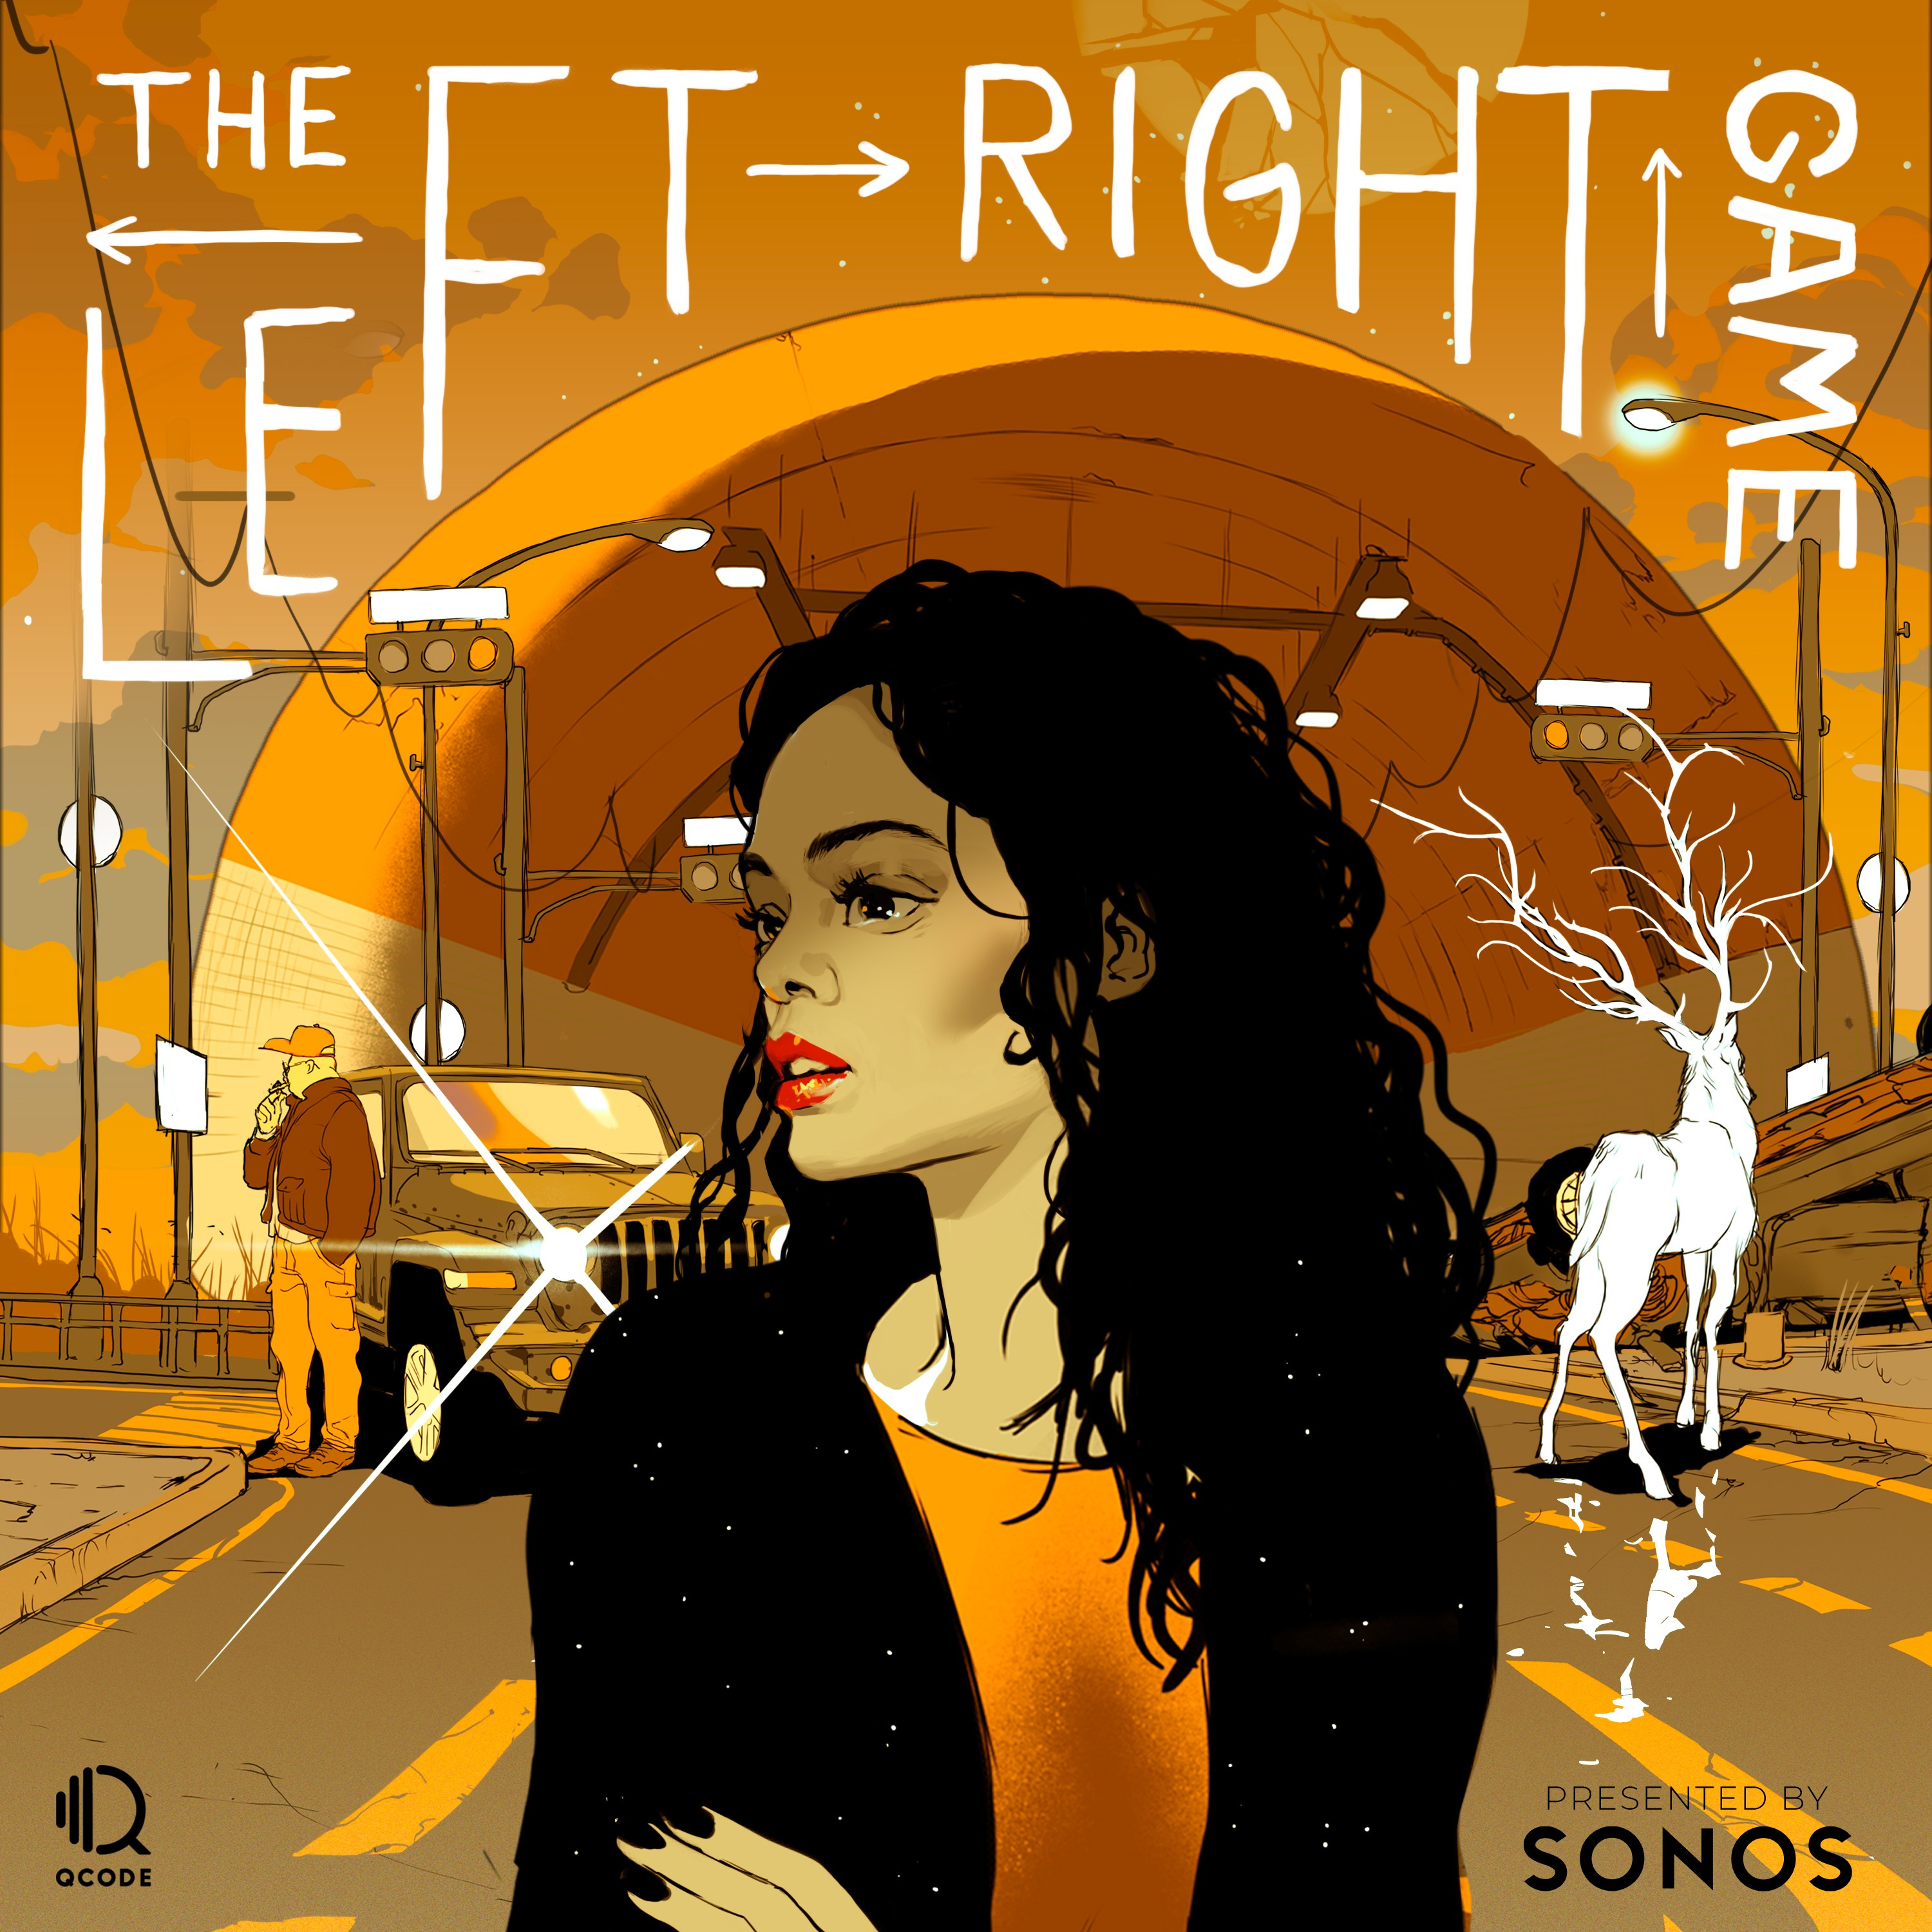 THE
LEFT RIGHT
GAME
QCODE
PRESENTED BY
SONOS